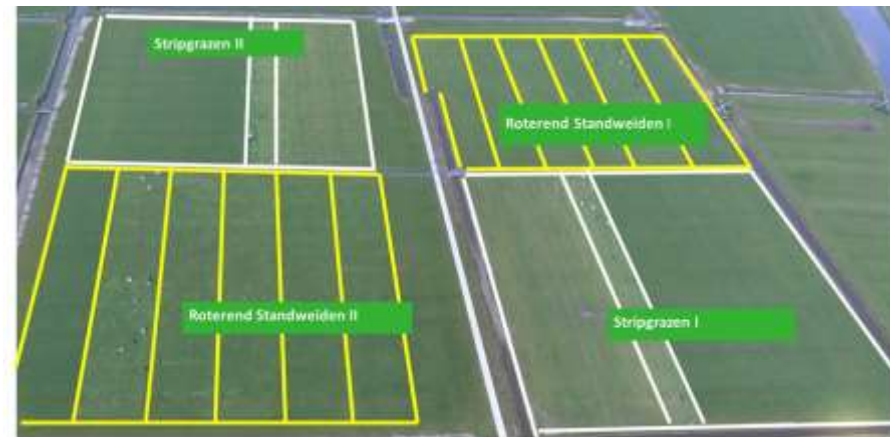 Stripgrazen II
Roterend Standweiden I
Roterend Standweiden II
Stripgrazen I